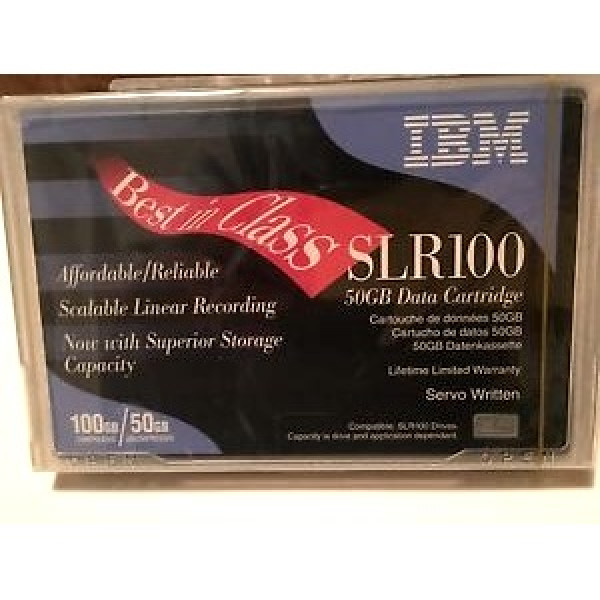 IBM
Best in Class
SLR100
50GB Data Cartridge
Cartouche de données 50GB
Cartucho de datos 50GB
50GB Datenkassette
Lifetime Limited Warranty
Servo Written
Affordable/Reliable
Scalable Linear Recording
Now with Superior Storage
Capacity
100GB/50GB
Compatible: SLR100 Drives.
Capacity is drive and application dependent.
OPEN